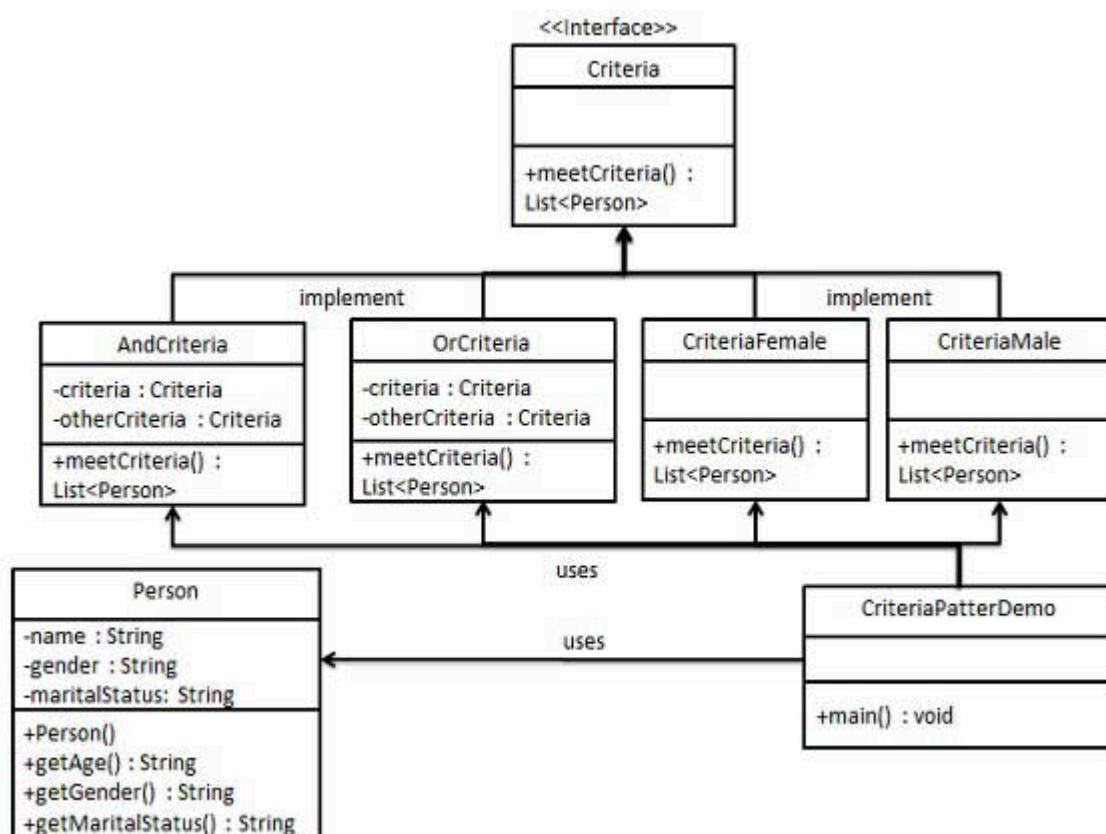 <<Interface>>
Criteria
+meetCriteria() :
List<Person>
implement
implement
AndCriteria
-criteria : Criteria
-otherCriteria : Criteria
+meetCriteria() :
List<Person>
OrCriteria
-criteria : Criteria
-otherCriteria : Criteria
+meetCriteria() :
List<Person>
CriteriaFemale
+meetCriteria() :
List<Person>
CriteriaMale
+meetCriteria() :
List<Person>
uses
Person
-name : String
-gender : String
-maritalStatus: String
+Person()
+getAge() : String
+getGender() : String
+getMaritalStatus() : String
uses
CriteriaPatterDemo
+main() : void